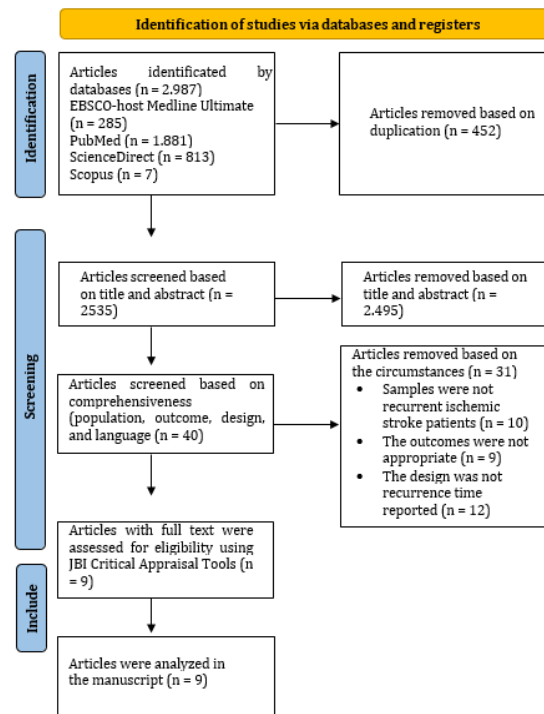 Identification of studies via databases and registers
Identification
Articles identificated by
databases (n = 2.987)
EBSCO-host Medline Ultimate
(n = 285)
PubMed (n = 1.881)
ScienceDirect (n = 813)
Scopus (n = 7)
Articles removed based on
duplication (n = 452)
Screening
Articles screened based
on title and abstract (n =
2535)
Articles removed based on
title and abstract (n =
2.495)
Articles screened based on
comprehensiveness
(population, outcome, design,
and language (n = 40)
Articles removed based on
the circumstances (n = 31)
• Samples were not
recurrent ischemic
stroke patients (n = 10)
• The outcomes were not
appropriate (n = 9)
• The design was not
recurrence time
reported (n = 12)
Articles with full text were
assessed for eligibility using
JBI Critical Appraisal Tools (n
= 9)
Include
Articles were analyzed in
the manuscript (n = 9)